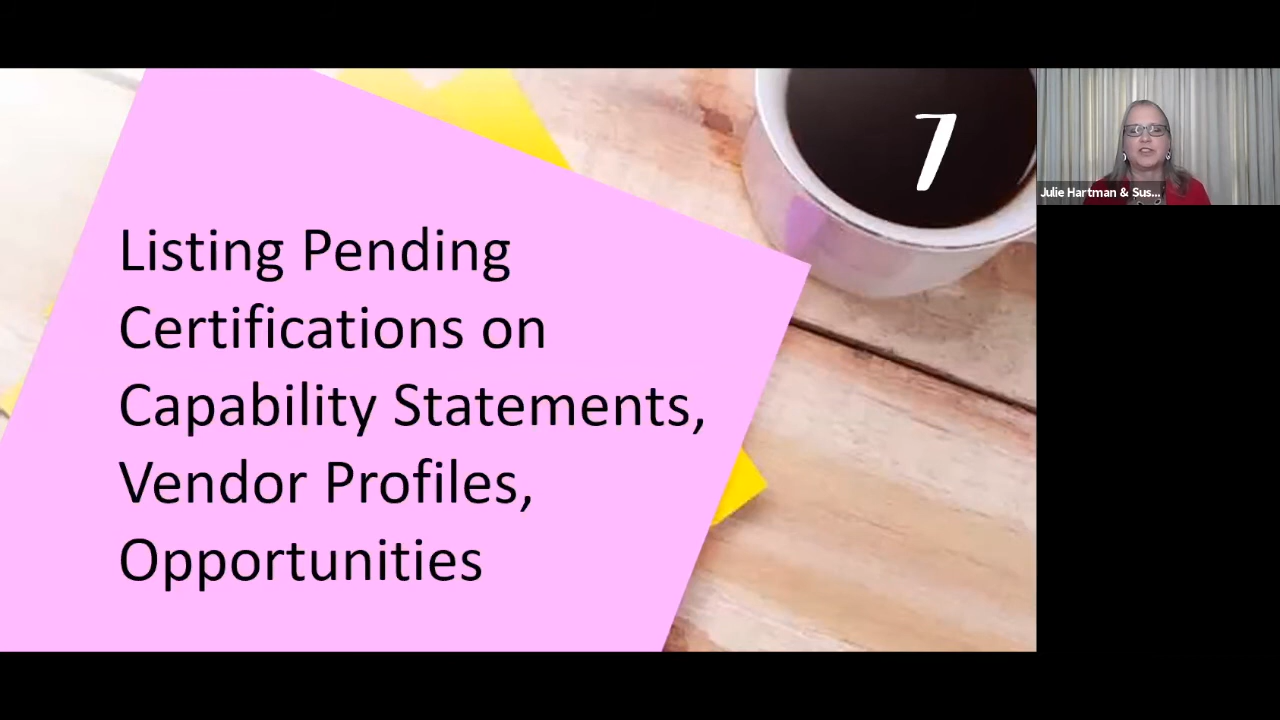 7
Listing Pending
Certifications on
Capability Statements,
Vendor Profiles,
Opportunities
Julie Hartman & Sus...